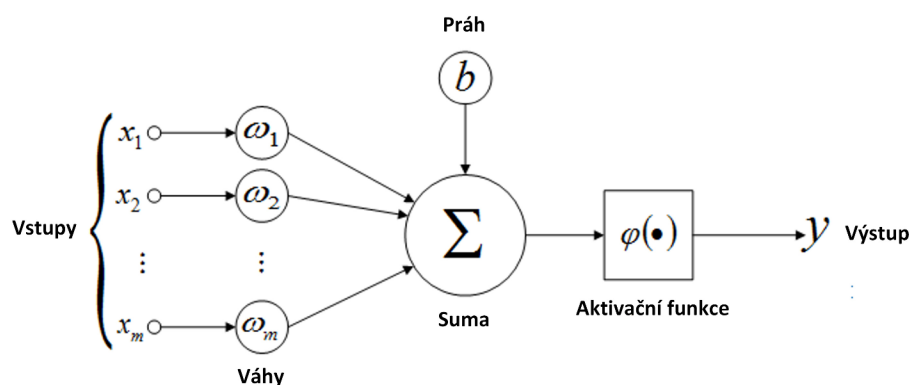 Práh
b
x₁ ω₁
x₂ ω₂
Vstupy Σ φ(•) y Výstup
⋮ ⋮
Suma Aktivační funkce
xₘ ωₘ
Váhy